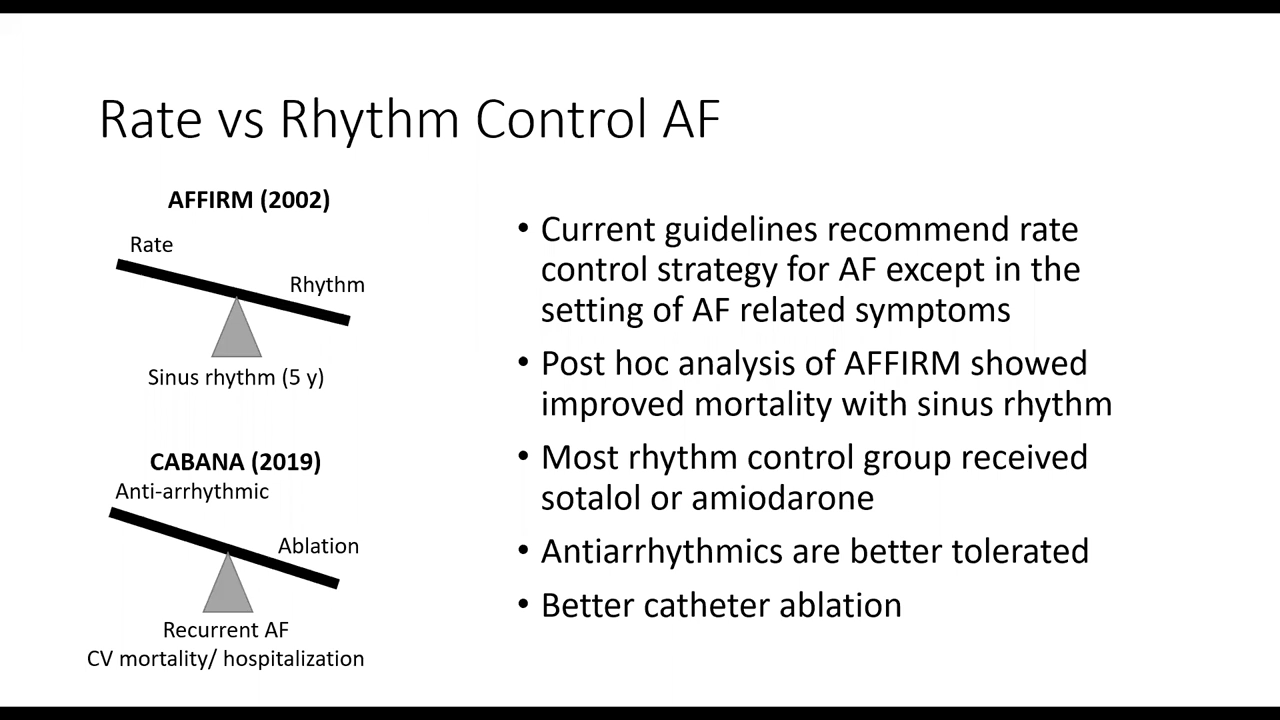 Rate vs Rhythm Control AF
AFFIRM (2002)
Rate
Rhythm
Sinus rhythm (5 y)
CABANA (2019)
Anti-arrhythmic
Ablation
Recurrent AF
CV mortality/ hospitalization
• Current guidelines recommend rate
control strategy for AF except in the
setting of AF related symptoms
• Post hoc analysis of AFFIRM showed
improved mortality with sinus rhythm
• Most rhythm control group received
sotalol or amiodarone
• Antiarrhythmics are better tolerated
• Better catheter ablation